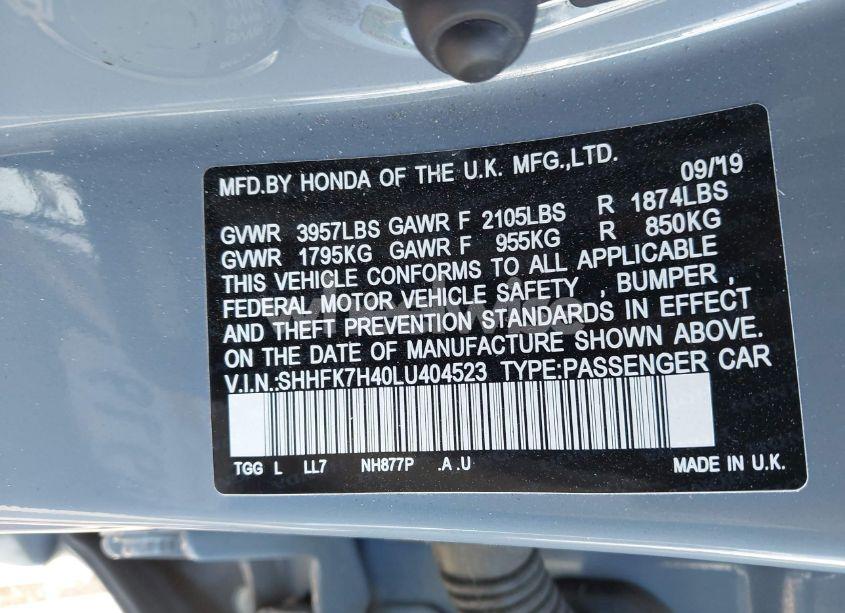 MFD.BY HONDA OF THE U.K. MFG.,LTD. 09/19
GVWR 3957LBS GAWR F 2105LBS R 1874LBS
GVWR 1795KG GAWR F 955KG R 850KG
THIS VEHICLE CONFORMS TO ALL APPLICABLE
FEDERAL MOTOR VEHICLE SAFETY , BUMPER ,
AND THEFT PREVENTION STANDARDS IN EFFECT
ON THE DATE OF MANUFACTURE SHOWN ABOVE.
V.I.N.:SHHFK7H40LU404523 TYPE:PASSENGER CAR
TGG L LL7 NH877P .A .U MADE IN U.K.